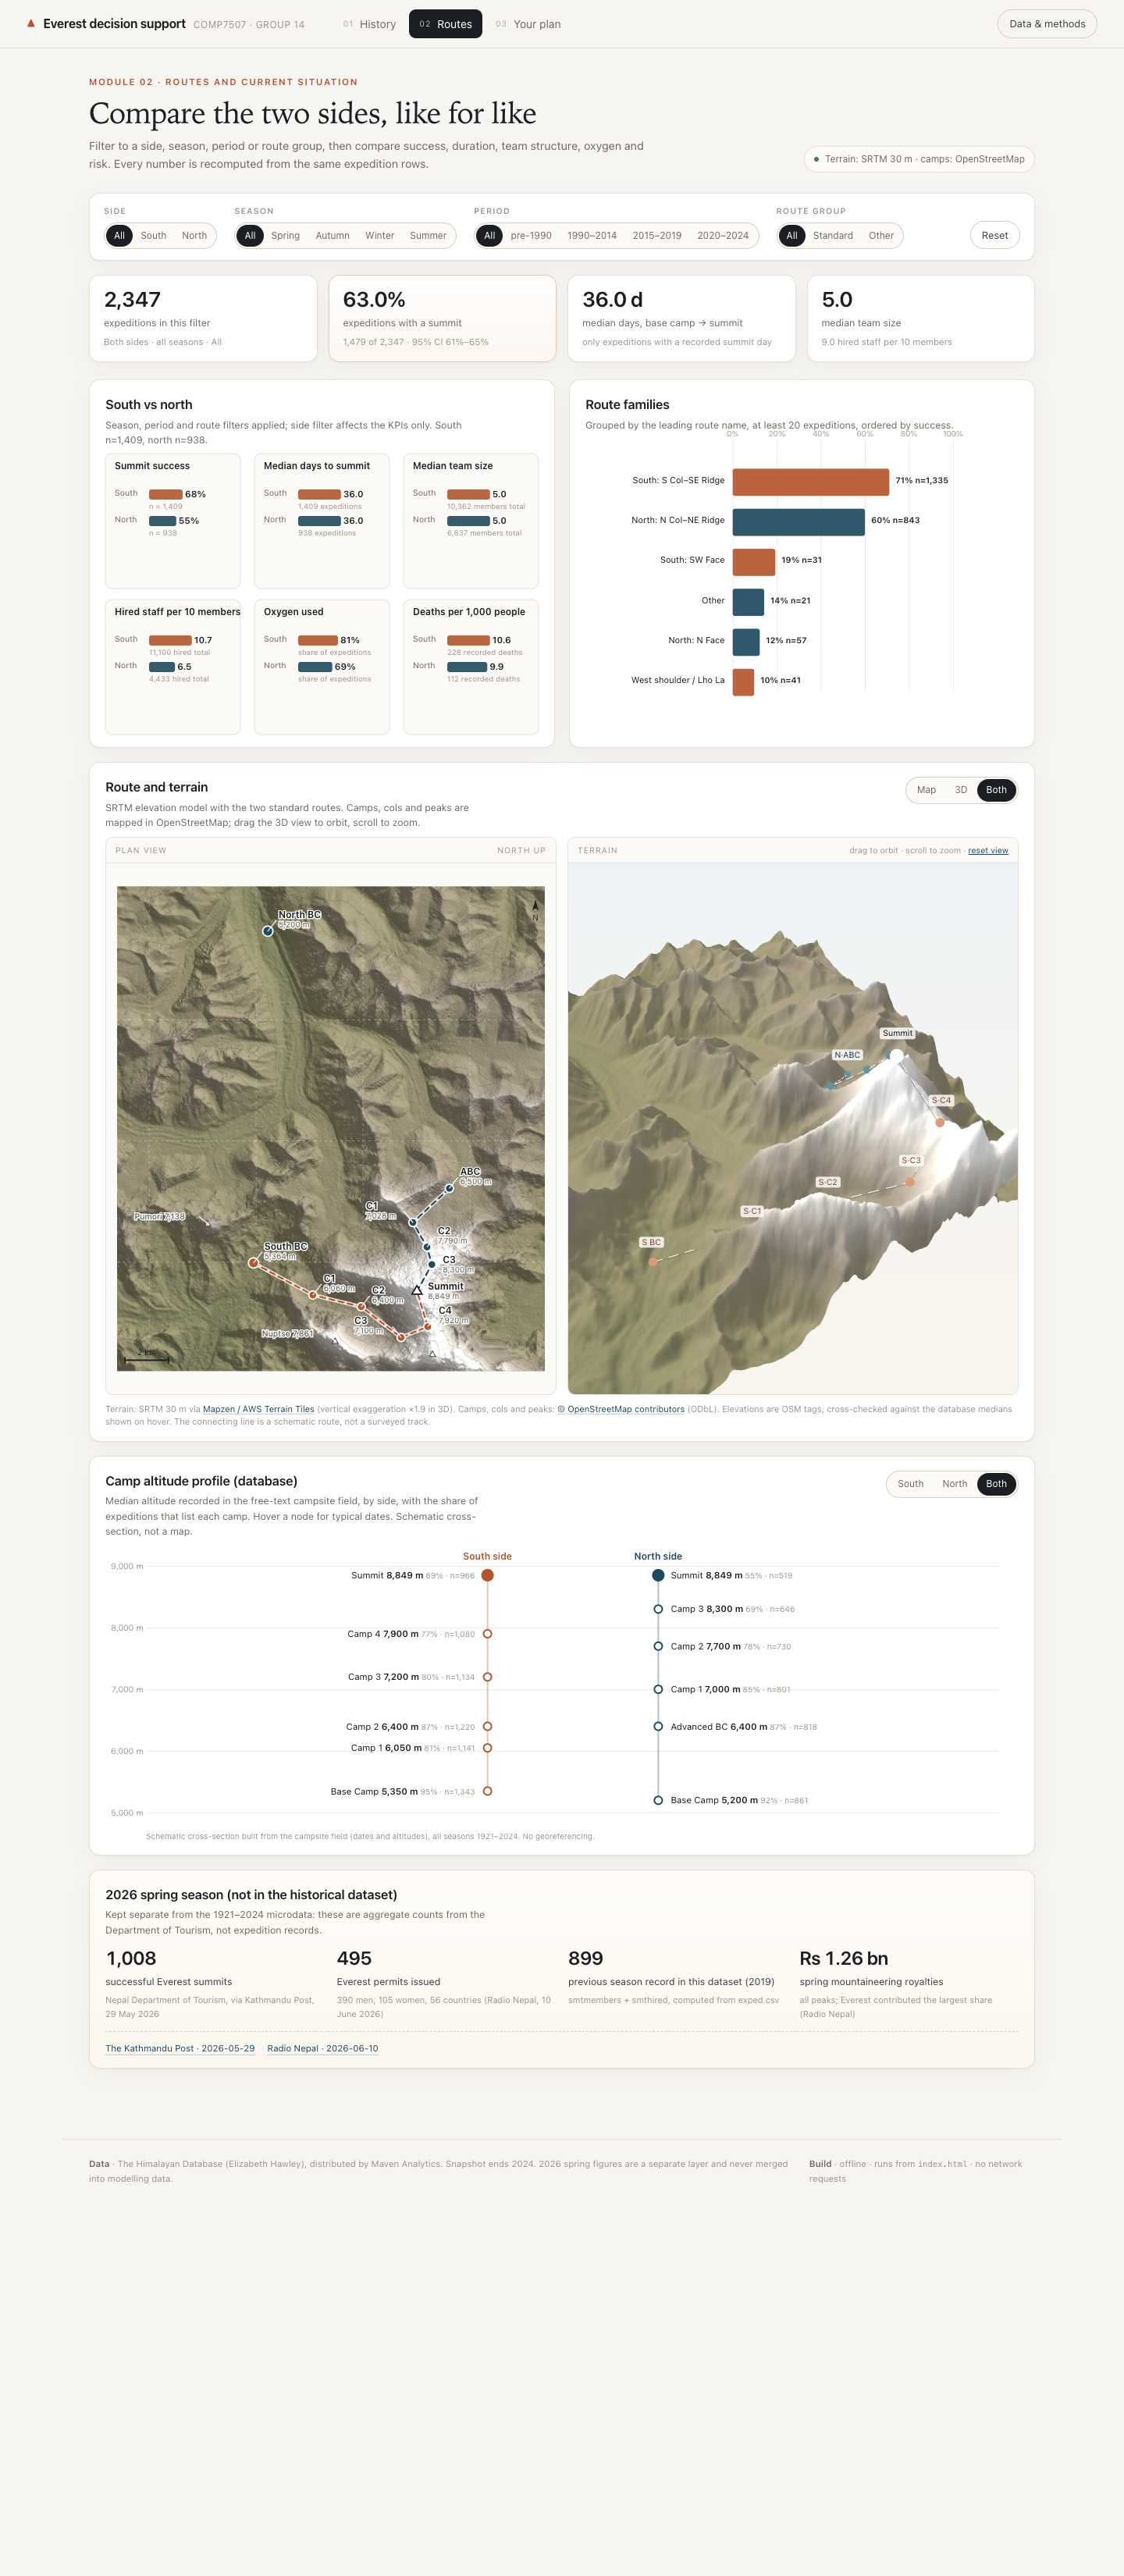 Everest decision support COMP7507 · GROUP 14
01 History
02 Routes
03 Your plan
Data & methods
MODULE 02 · ROUTES AND CURRENT SITUATION
Compare the two sides, like for like
Filter to a side, season, period or route group, then compare success, duration, team structure, oxygen and
risk. Every number is recomputed from the same expedition rows.
Terrain: SRTM 30 m · camps: OpenStreetMap
SIDE
All South North
SEASON
All Spring Autumn Winter Summer
PERIOD
All pre-1990 1990–2014 2015–2019 2020–2024
ROUTE GROUP
All Standard Other
Reset
2,347
expeditions in this filter
Both sides · all seasons · All
63.0%
expeditions with a summit
1,479 of 2,347 · 95% CI 61%–65%
36.0 d
median days, base camp → summit
only expeditions with a recorded summit day
5.0
median team size
9.0 hired staff per 10 members
South vs north
Season, period and route filters applied; side filter affects the KPIs only. South
n=1,409, north n=938.
Summit success
South 68%
n = 1,409
North 55%
n = 938
Median days to summit
South 36.0
1,409 expeditions
North 36.0
938 expeditions
Median team size
South 5.0
10,362 members total
North 5.0
6,837 members total
Hired staff per 10 members
South 10.7
11,100 hired total
North 6.5
4,433 hired total
Oxygen used
South 81%
share of expeditions
North 69%
share of expeditions
Deaths per 1,000 people
South 10.6
228 recorded deaths
North 9.9
112 recorded deaths
Route families
Grouped by the leading route name, at least 20 expeditions, ordered by success.
0% 20% 40% 60% 80% 100%
South: S Col–SE Ridge 71% n=1,335
North: N Col–NE Ridge 60% n=843
South: SW Face 19% n=31
Other 14% n=21
North: N Face 12% n=57
West shoulder / Lho La 10% n=41
Route and terrain
SRTM elevation model with the two standard routes. Camps, cols and peaks are
mapped in OpenStreetMap; drag the 3D view to orbit, scroll to zoom.
Map 3D Both
PLAN VIEW NORTH UP
North BC
5,200 m
N
ABC
6,500 m
C1
7,028 m
Pumori 7,138
C2
7,790 m
South BC
5,364 m
C3
8,300 m
C1
6,060 m
C2
6,400 m
Summit
8,849 m
C3
7,100 m
C4
7,920 m
Nuptse 7,861
2 km
TERRAIN drag to orbit · scroll to zoom · reset view
Summit
N·ABC
S·C4
S·C3
S·C2
S·C1
S BC
Terrain: SRTM 30 m via Mapzen / AWS Terrain Tiles (vertical exaggeration ×1.9 in 3D). Camps, cols and peaks: © OpenStreetMap contributors (ODbL). Elevations are OSM tags, cross-checked against the database medians
shown on hover. The connecting line is a schematic route, not a surveyed track.
Camp altitude profile (database)
Median altitude recorded in the free-text campsite field, by side, with the share of
expeditions that list each camp. Hover a node for typical dates. Schematic cross-
section, not a map.
South North Both
South side North side
9,000 m
Summit 8,849 m 69% · n=966
Summit 8,849 m 55% · n=519
Camp 3 8,300 m 69% · n=646
8,000 m
Camp 4 7,900 m 77% · n=1,080
Camp 2 7,700 m 78% · n=730
Camp 3 7,200 m 80% · n=1,134
7,000 m
Camp 1 7,000 m 85% · n=801
Camp 2 6,400 m 87% · n=1,220
Advanced BC 6,400 m 87% · n=818
Camp 1 6,050 m 81% · n=1,141
6,000 m
Base Camp 5,350 m 95% · n=1,343
Base Camp 5,200 m 92% · n=861
5,000 m
Schematic cross-section built from the campsite field (dates and altitudes), all seasons 1921–2024. No georeferencing.
2026 spring season (not in the historical dataset)
Kept separate from the 1921–2024 microdata: these are aggregate counts from the
Department of Tourism, not expedition records.
1,008
successful Everest summits
Nepal Department of Tourism, via Kathmandu Post,
29 May 2026
495
Everest permits issued
390 men, 105 women, 56 countries (Radio Nepal, 10
June 2026)
899
previous season record in this dataset (2019)
smtmembers + smthired, computed from exped.csv
Rs 1.26 bn
spring mountaineering royalties
all peaks; Everest contributed the largest share
(Radio Nepal)
The Kathmandu Post · 2026-05-29 Radio Nepal · 2026-06-10
Data · The Himalayan Database (Elizabeth Hawley), distributed by Maven Analytics. Snapshot ends 2024. 2026 spring figures are a separate layer and never merged
into modelling data.
Build · offline · runs from index.html · no network
requests